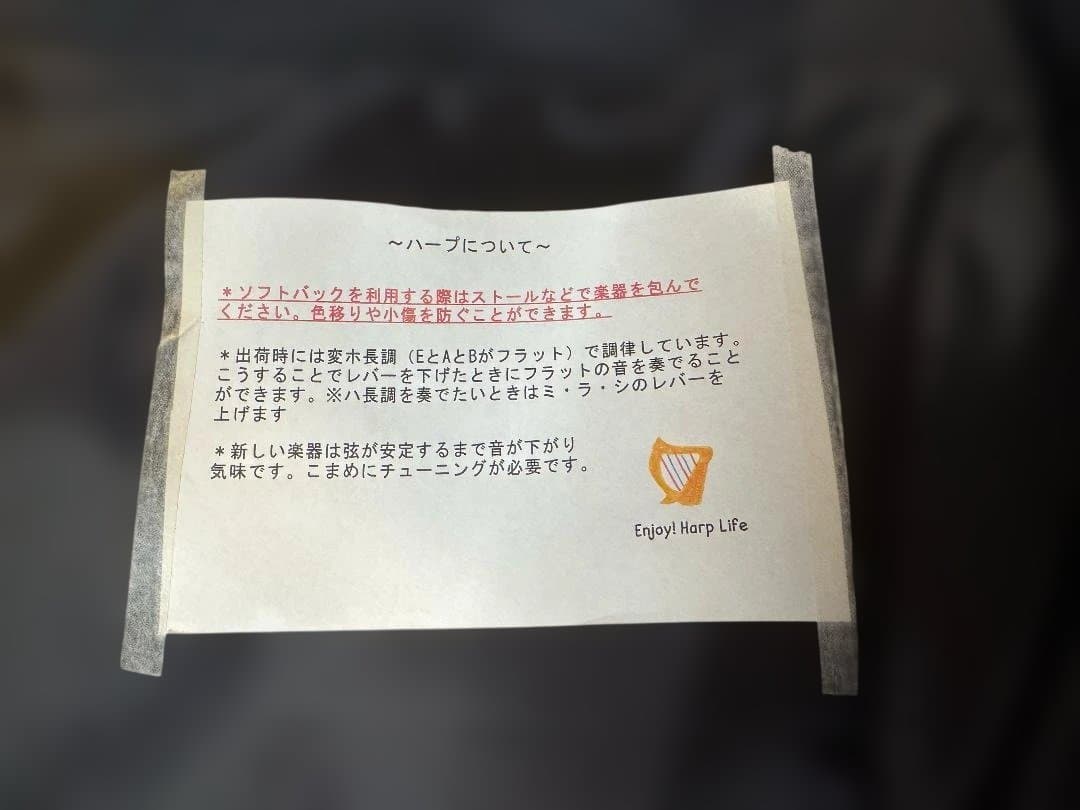 ～ハープについて～
＊ソフトバックを利用する際はストールなどで楽器を包んで
ください。色移りや小傷を防ぐことができます。
＊出荷時には変ホ長調（EとAとBがフラット）で調律しています。
こうすることでレバーを下げたときにフラットの音を奏でること
ができます。※ハ長調を奏でたいときはミ・ラ・シのレバーを
上げます
＊新しい楽器は弦が安定するまで音が下がり
気味です。こまめにチューニングが必要です。
Enjoy! Harp Life